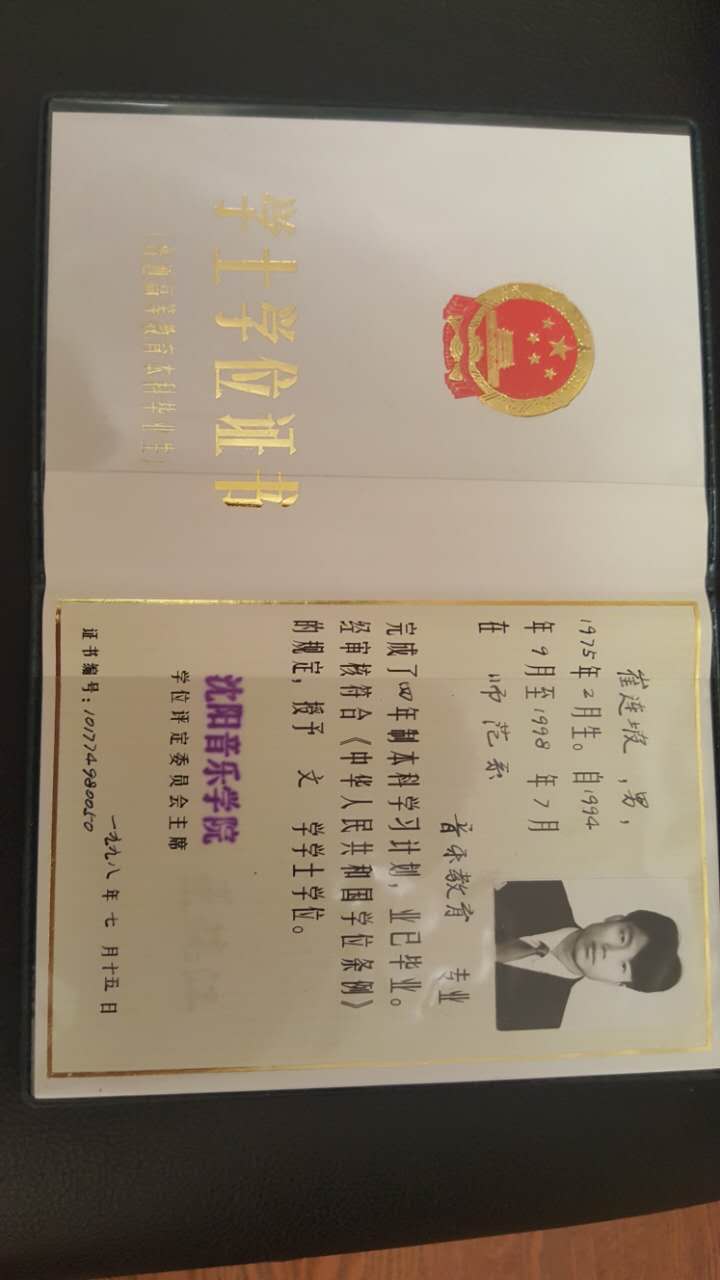 学士学位证书
(普通高等教育本科毕业生)
崔连坡，男，
1975年2月生。自1994
年9月至1998年7月
在 师范系
音乐教育 专业
完成了四年制本科学习计划，业已毕业。
经审核符合《中华人民共和国学位条例》
的规定，授予 文 学学士学位。
沈阳音乐学院
学位评定委员会主席
一九九八年七月十五日
证书编号：101774980050